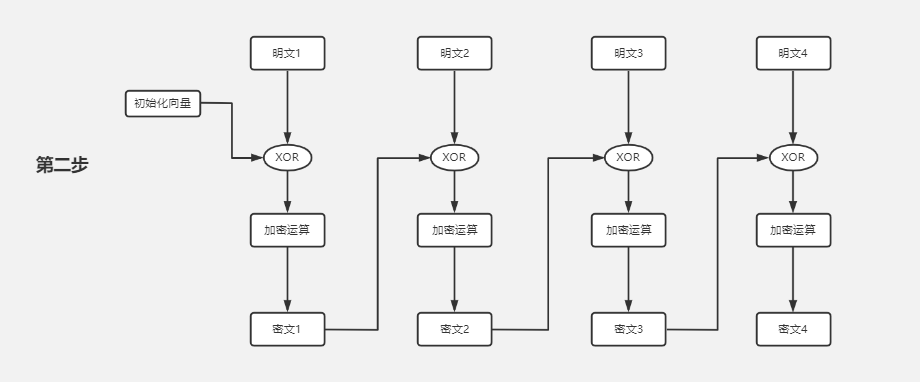 明文1
明文2
明文3
明文4
初始化向量
第二步
XOR
XOR
XOR
XOR
加密运算
加密运算
加密运算
加密运算
密文1
密文2
密文3
密文4